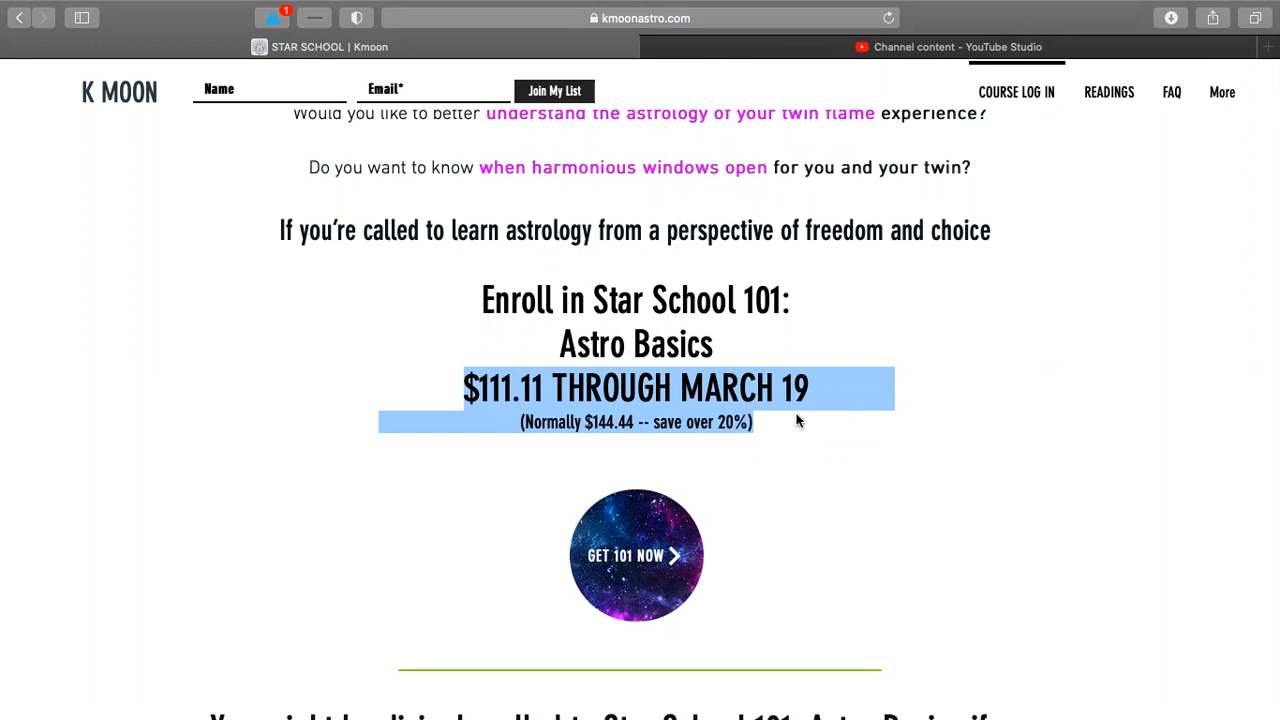 kmoonastro.com
1
STAR SCHOOL | Kmoon
Channel content - YouTube Studio
K MOON
Name
Email*
Join My List
COURSE LOG IN
READINGS
FAQ
More
Would you like to better understand the astrology of your twin flame experience?
Do you want to know when harmonious windows open for you and your twin?
If you're called to learn astrology from a perspective of freedom and choice
Enroll in Star School 101:
Astro Basics
$111.11 THROUGH MARCH 19
(Normally $144.44 -- save over 20%)
GET 101 NOW